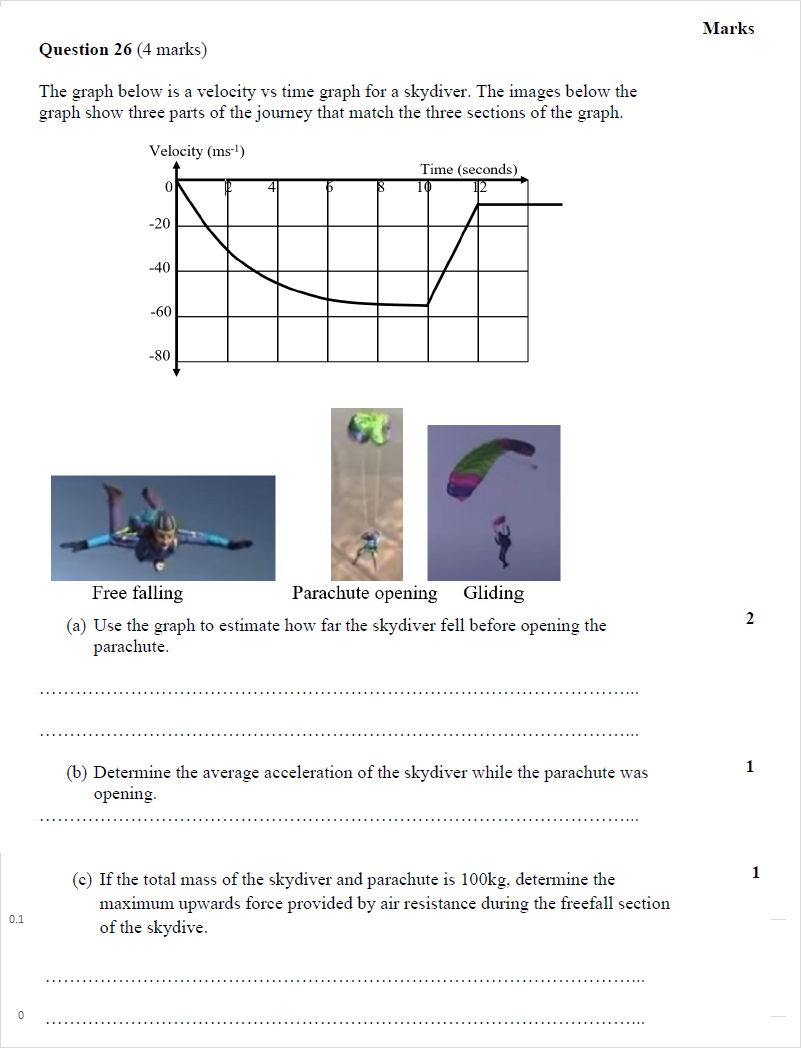 Marks
Question 26 (4 marks)
The graph below is a velocity vs time graph for a skydiver. The images below the
graph show three parts of the journey that match the three sections of the graph.
Velocity (ms-1)
Time (seconds)
0 2 4 6 8 10 12
-20
-40
-60
-80
Free falling Parachute opening Gliding
(a) Use the graph to estimate how far the skydiver fell before opening the 2
parachute.
(b) Determine the average acceleration of the skydiver while the parachute was 1
opening.
(c) If the total mass of the skydiver and parachute is 100kg, determine the 1
maximum upwards force provided by air resistance during the freefall section
0.1
of the skydive.
0